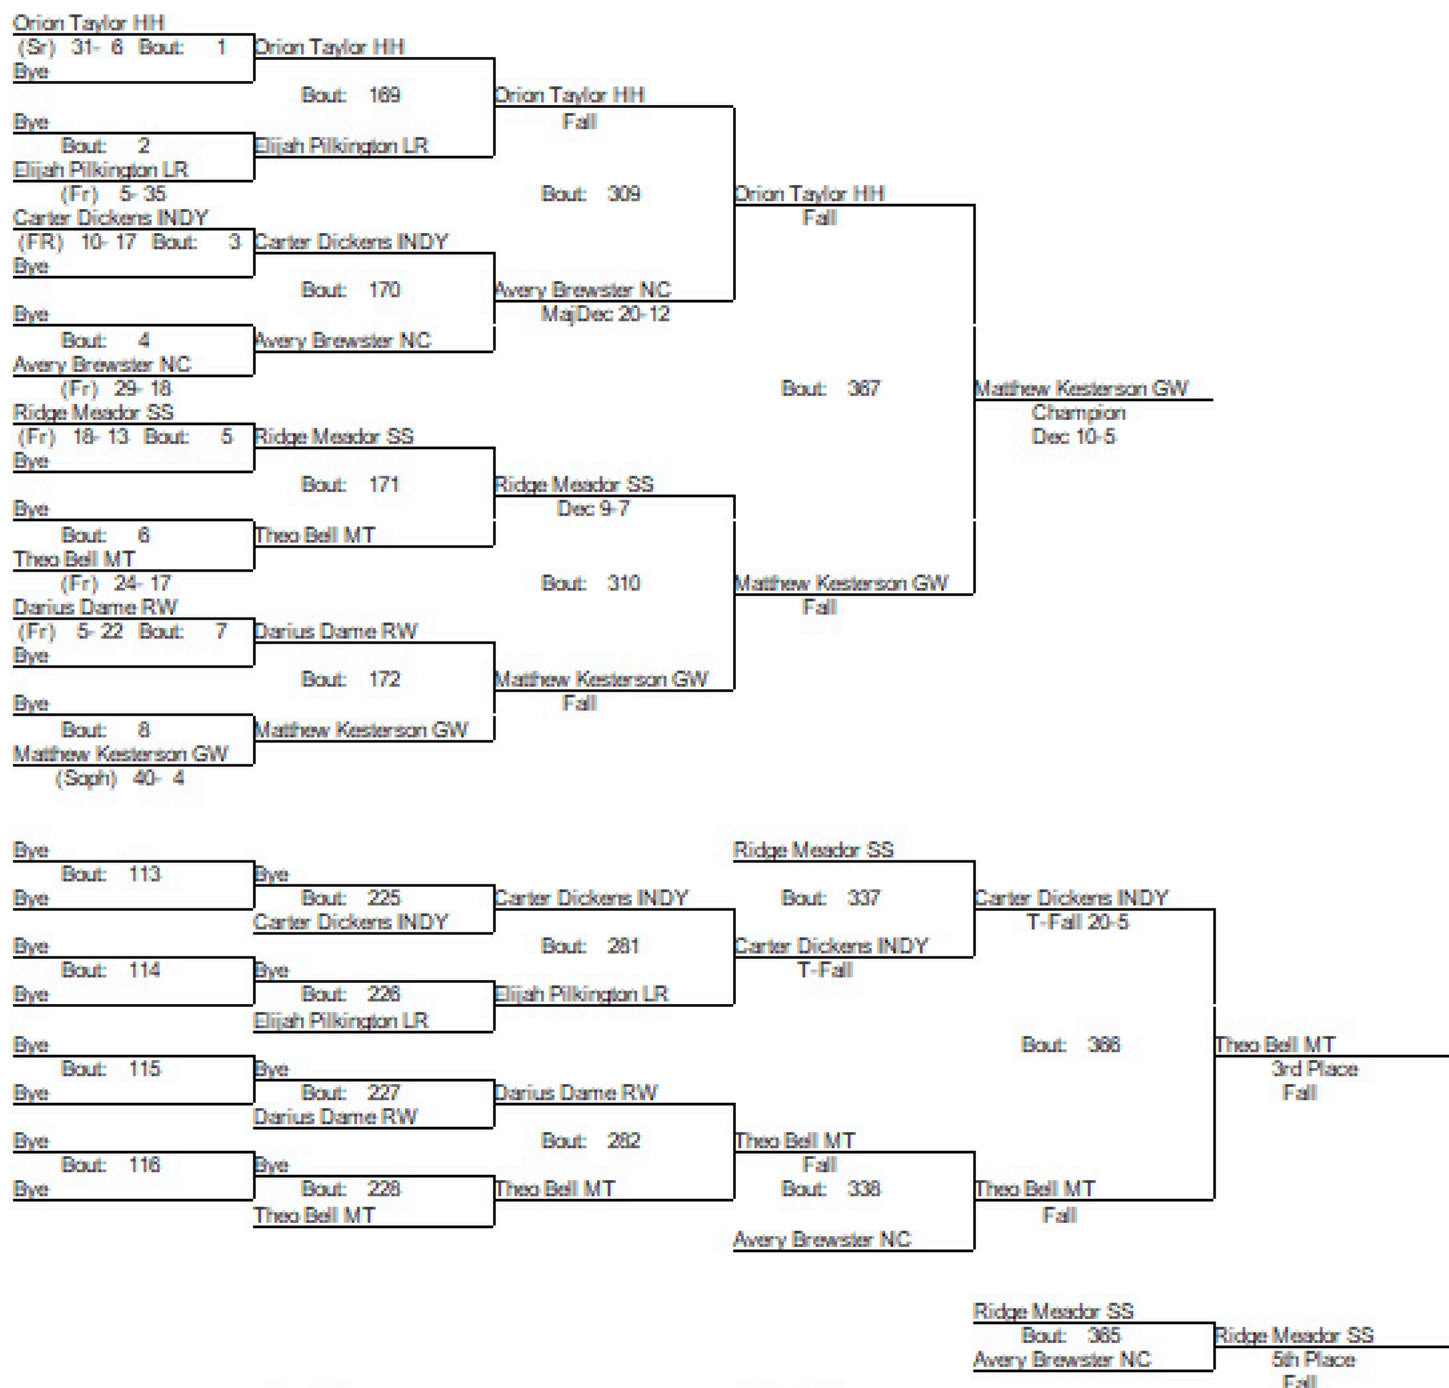 Orion Taylor HH
(Sr) 31- 6 Bout: 1 Orion Taylor HH
Bye
Bout: 169 Orion Taylor HH
Bye Fall
Bout: 2 Elijah Pilkington LR
Elijah Pilkington LR
(Fr) 5- 35 Bout: 309 Orion Taylor HH
Carter Dickens INDY Fall
(FR) 10- 17 Bout: 3 Carter Dickens INDY
Bye
Bout: 170 Avery Brewster NC
Bye MajDec 20-12
Bout: 4 Avery Brewster NC
Avery Brewster NC
(Fr) 29- 18 Bout: 367 Matthew Kesterson GW
Ridge Meador SS Champion
(Fr) 18- 13 Bout: 5 Ridge Meador SS Dec 10-5
Bye
Bout: 171 Ridge Meador SS
Bye Dec 9-7
Bout: 6 Theo Bell MT
Theo Bell MT
(Fr) 24- 17 Bout: 310 Matthew Kesterson GW
Darius Dame RW Fall
(Fr) 5- 22 Bout: 7 Darius Dame RW
Bye
Bout: 172 Matthew Kesterson GW
Bye Fall
Bout: 8 Matthew Kesterson GW
Matthew Kesterson GW
(Soph) 40- 4
Bye Ridge Meador SS
Bout: 113 Bye
Bye Bout: 225 Carter Dickens INDY Bout: 337 Carter Dickens INDY
Carter Dickens INDY T-Fall 20-5
Bye Bout: 281 Carter Dickens INDY
Bout: 114 Bye T-Fall
Bye Bout: 226 Elijah Pilkington LR
Elijah Pilkington LR
Bye Bout: 366 Theo Bell MT
Bout: 115 Bye 3rd Place
Bye Bout: 227 Darius Dame RW Fall
Darius Dame RW
Bye Bout: 282 Theo Bell MT
Bout: 116 Bye Fall
Bye Bout: 228 Theo Bell MT Bout: 338 Theo Bell MT
Theo Bell MT Fall
Avery Brewster NC
Ridge Meador SS
Bout: 365 Ridge Meador SS
Avery Brewster NC 5th Place
Fall